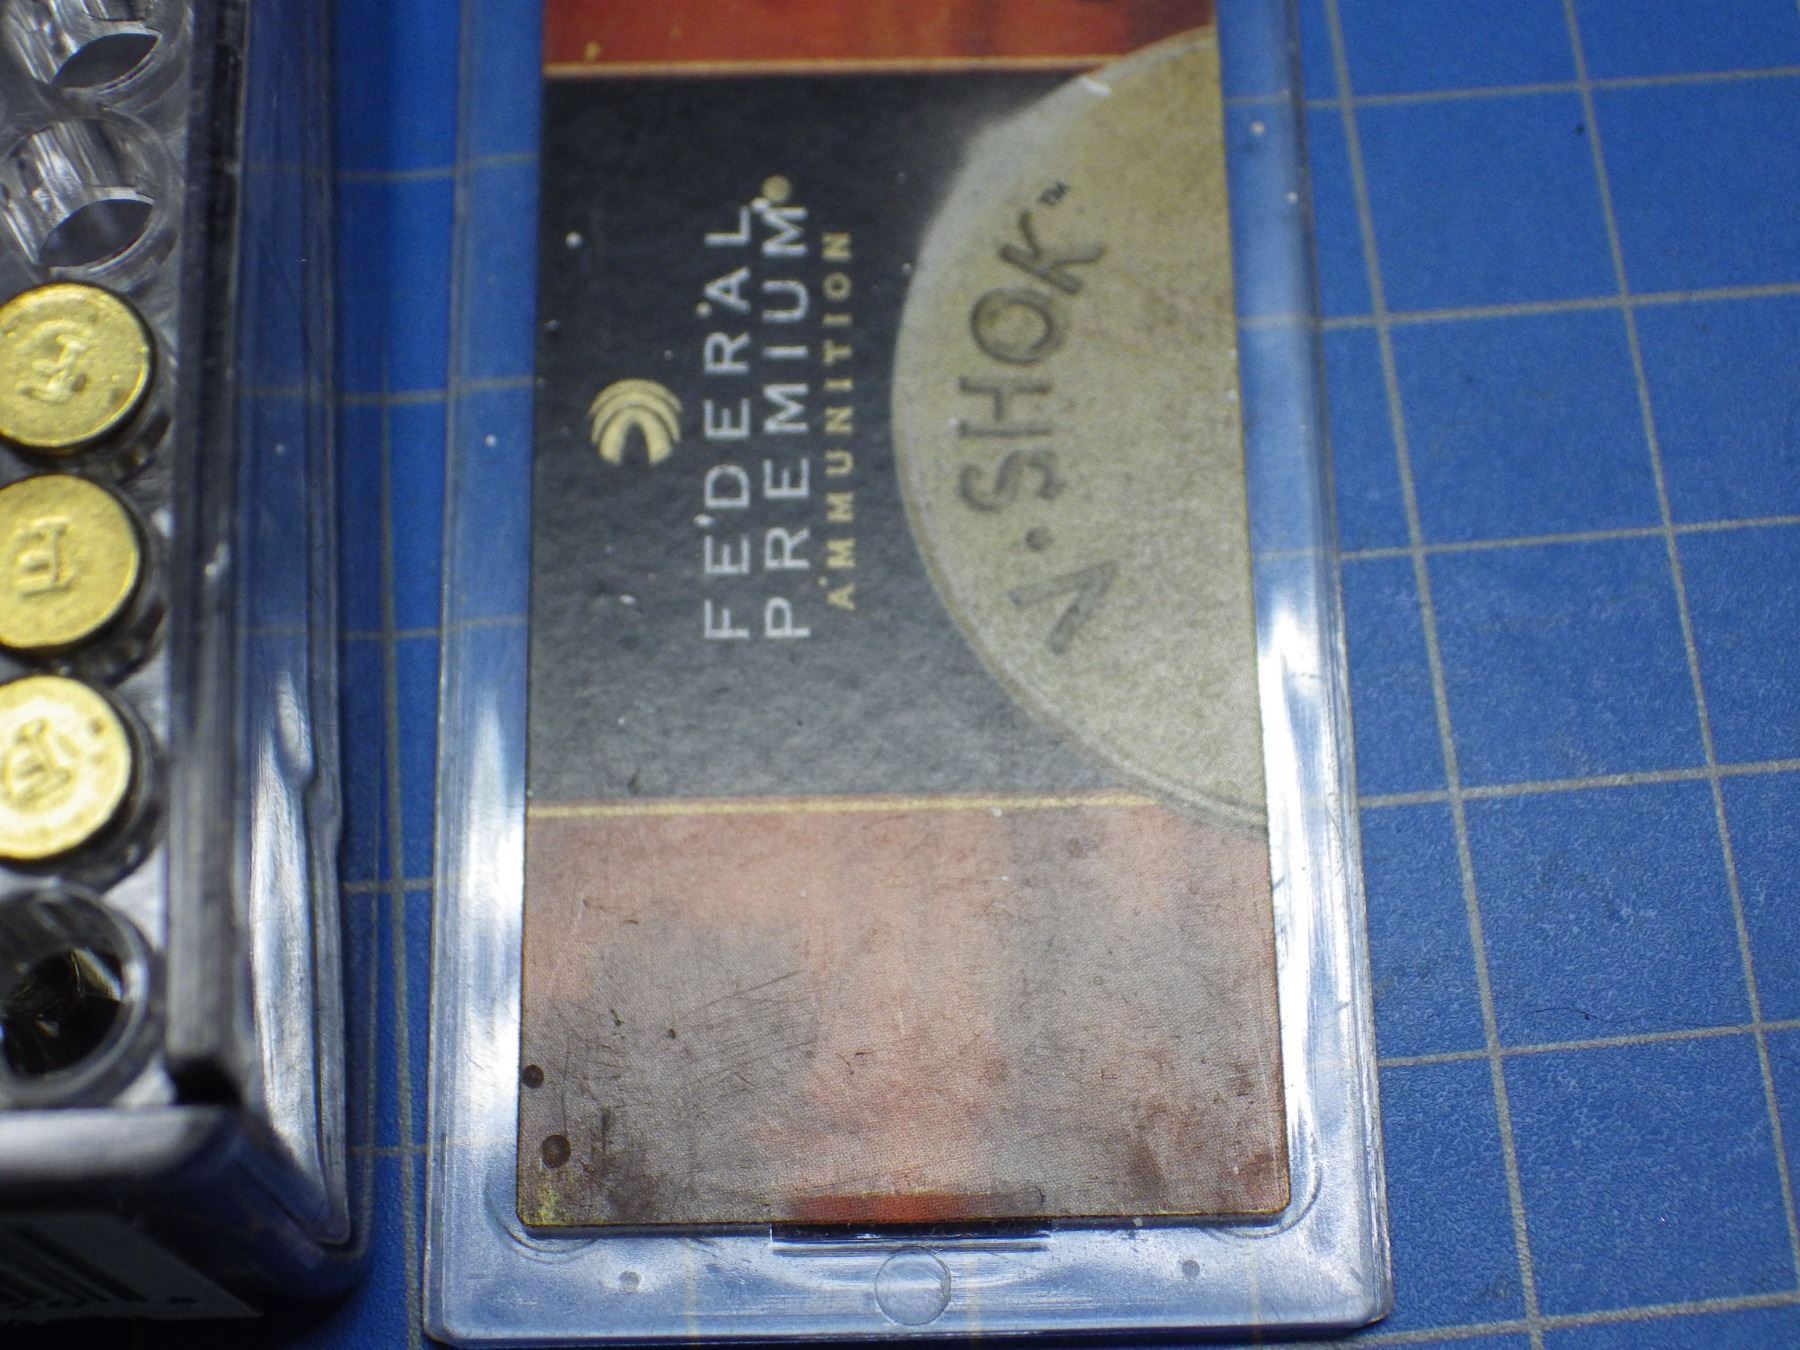 FEDERAL
PREMIUM®
AMMUNITION
V·SHOK™
F
F
F